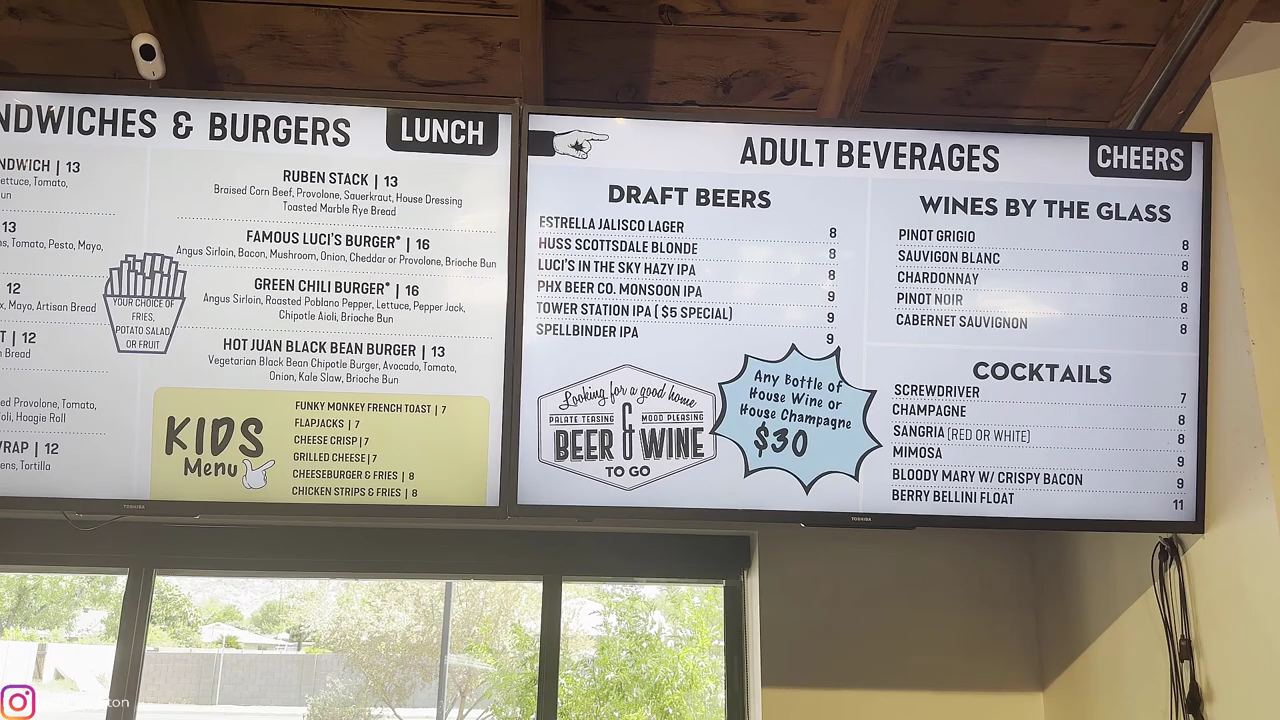 NDWICHES & BURGERS
LUNCH
NDWICH | 13
ettuce, Tomato,
un
13
ns, Tomato, Pesto, Mayo,
12
x, Mayo, Artisan Bread
T | 12
n Bread
ed Provolone, Tomato,
ioli, Hoagie Roll
WRAP | 12
ens, Tortilla
YOUR CHOICE OF
FRIES,
POTATO SALAD
OR FRUIT
RUBEN STACK | 13
Braised Corn Beef, Provolone, Sauerkraut, House Dressing
Toasted Marble Rye Bread
FAMOUS LUCI'S BURGER* | 16
Angus Sirloin, Bacon, Mushroom, Onion, Cheddar or Provolone, Brioche Bun
GREEN CHILI BURGER* | 16
Angus Sirloin, Roasted Poblano Pepper, Lettuce, Pepper Jack,
Chipotle Aioli, Brioche Bun
HOT JUAN BLACK BEAN BURGER | 13
Vegetarian Black Bean Chipotle Burger, Avocado, Tomato,
Onion, Kale Slaw, Brioche Bun
KIDS
Menu
FUNKY MONKEY FRENCH TOAST | 7
FLAPJACKS | 7
CHEESE CRISP | 7
GRILLED CHEESE | 7
CHEESEBURGER & FRIES | 8
CHICKEN STRIPS & FRIES | 8
TOSHIBA
ADULT BEVERAGES
CHEERS
DRAFT BEERS
ESTRELLA JALISCO LAGER 8
HUSS SCOTTSDALE BLONDE 8
LUCI'S IN THE SKY HAZY IPA 8
PHX BEER CO. MONSOON IPA 9
TOWER STATION IPA ( $5 SPECIAL) 9
SPELLBINDER IPA 9
Looking for a good home
PALATE TEASING & MOOD PLEASING
BEER & WINE
TO GO
Any Bottle of
House Wine or
House Champagne
$30
WINES BY THE GLASS
PINOT GRIGIO 8
SAUVIGON BLANC 8
CHARDONNAY 8
PINOT NOIR 8
CABERNET SAUVIGNON 8
COCKTAILS
SCREWDRIVER 7
CHAMPAGNE 8
SANGRIA (RED OR WHITE) 8
MIMOSA 9
BLOODY MARY W/ CRISPY BACON 9
BERRY BELLINI FLOAT 11
TOSHIBA